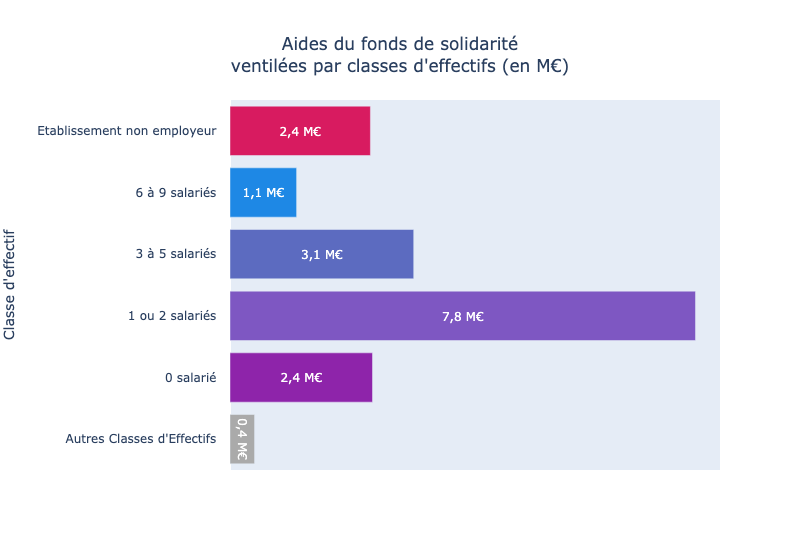 Aides du fonds de solidarité
ventilées par classes d'effectifs (en M€)
Classe d'effectif
Etablissement non employeur
2,4 M€
6 à 9 salariés
1,1 M€
3 à 5 salariés
3,1 M€
1 ou 2 salariés
7,8 M€
0 salarié
2,4 M€
Autres Classes d'Effectifs
0,4 M€